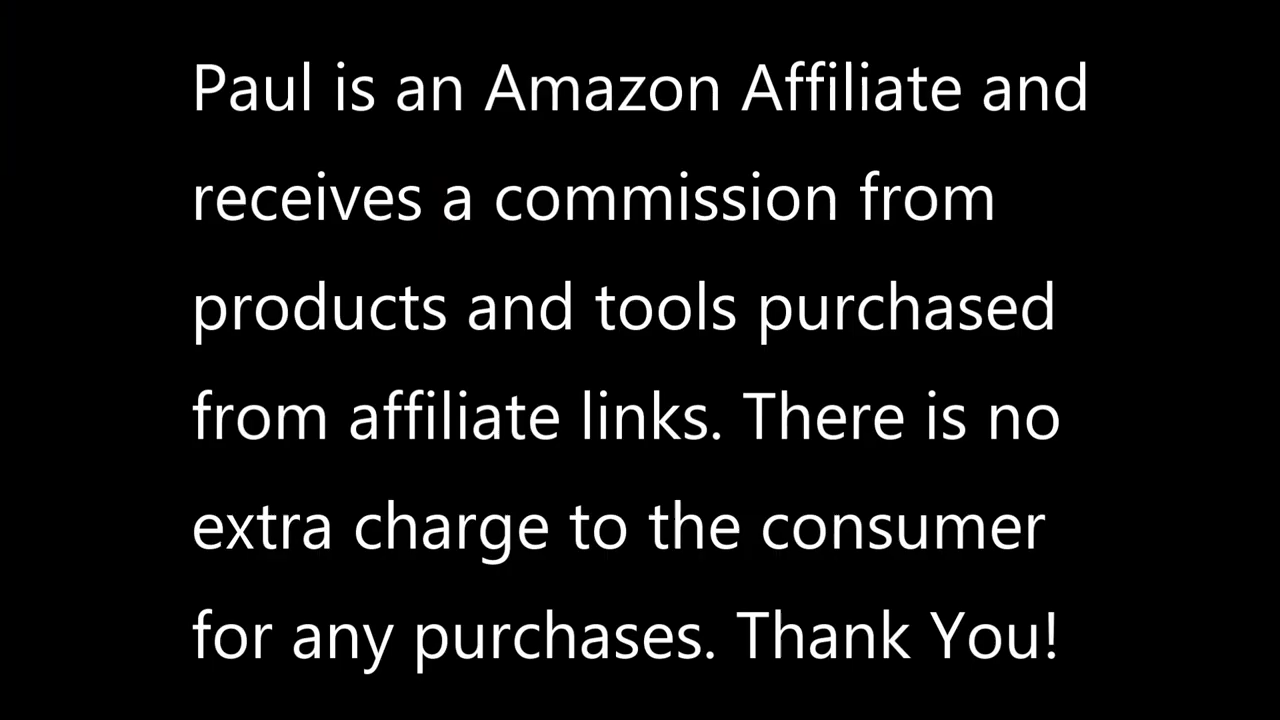 Paul is an Amazon Affiliate and
receives a commission from
products and tools purchased
from affiliate links. There is no
extra charge to the consumer
for any purchases. Thank You!